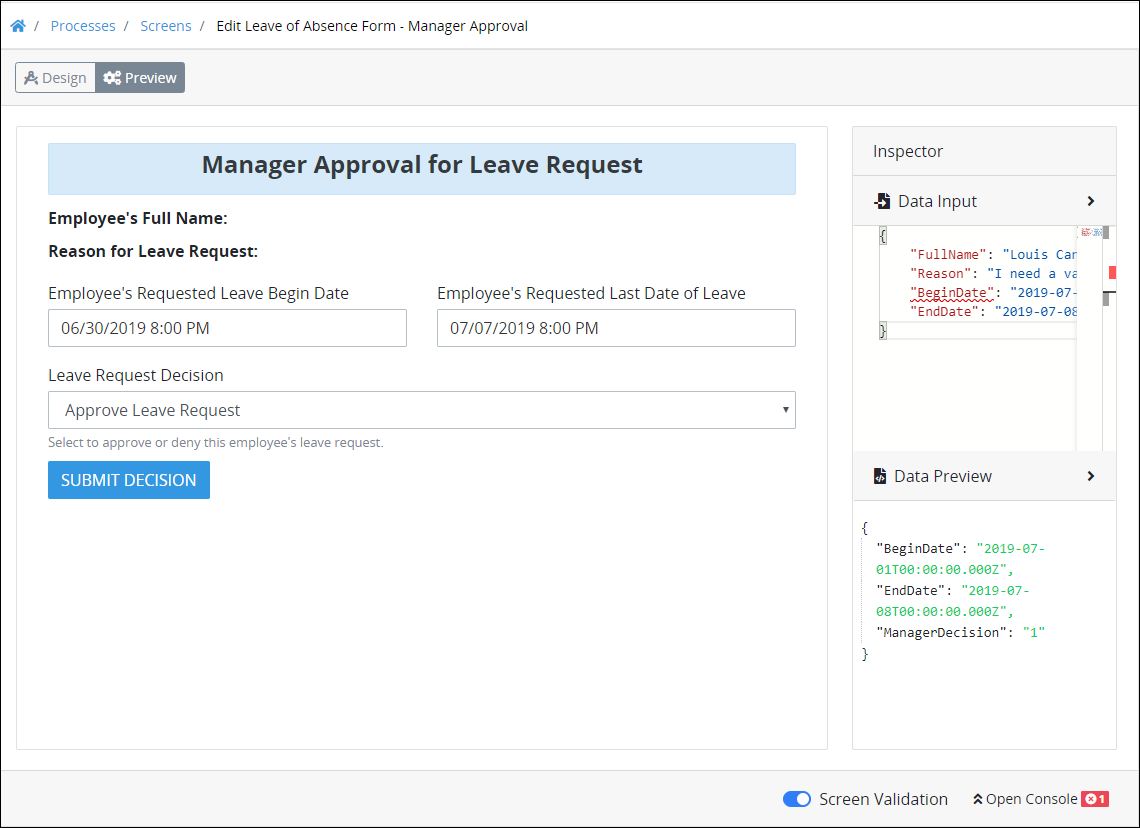 / Processes / Screens / Edit Leave of Absence Form - Manager Approval
Design Preview
Manager Approval for Leave Request
Employee's Full Name:
Reason for Leave Request:
Employee's Requested Leave Begin Date
06/30/2019 8:00 PM
Employee's Requested Last Date of Leave
07/07/2019 8:00 PM
Leave Request Decision
Approve Leave Request
Select to approve or deny this employee's leave request.
SUBMIT DECISION
Inspector
Data Input
{
"FullName": "Louis Car
"Reason": "I need a va
"BeginDate": "2019-07-
"EndDate": "2019-07-08
}
Data Preview
{
"BeginDate": "2019-07-
01T00:00:00.000Z",
"EndDate": "2019-07-
08T00:00:00.000Z",
"ManagerDecision": "1"
}
Screen Validation
Open Console 1